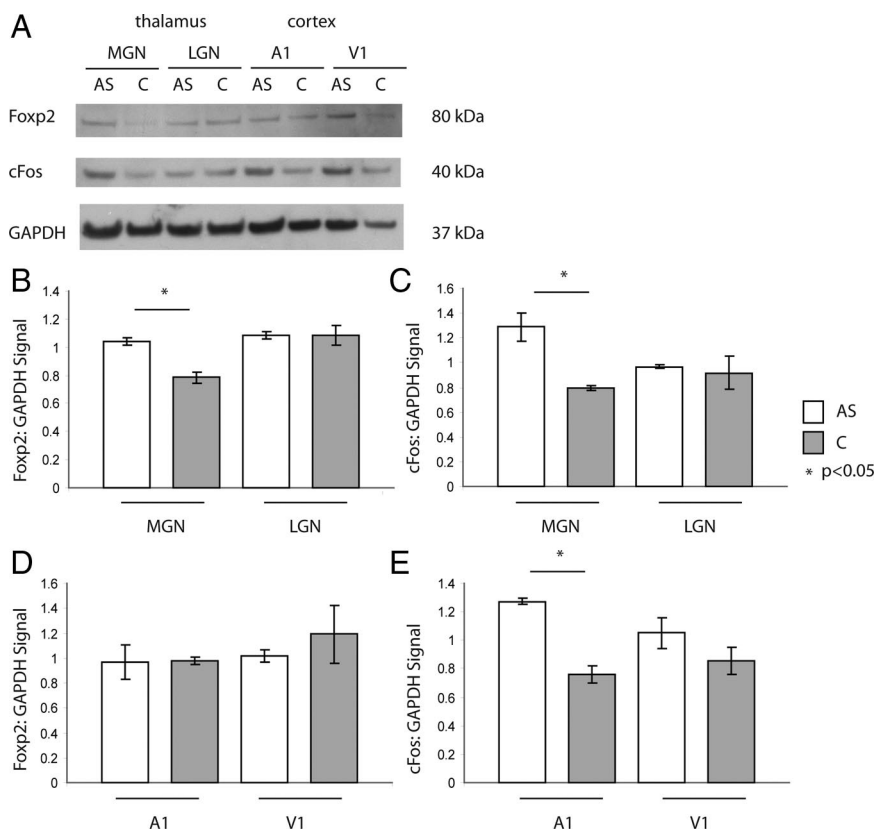 A
thalamus cortex
MGN LGN A1 V1
AS C AS C AS C AS C
Foxp2 80 kDa
cFos 40 kDa
GAPDH 37 kDa
B
*
Foxp2: GAPDH Signal
1.4
1.2
1
0.8
0.6
0.4
0.2
0
MGN LGN
C
*
cFos: GAPDH Signal
1.6
1.4
1.2
1
0.8
0.6
0.4
0.2
0
MGN LGN
AS
C
* p<0.05
D
Foxp2: GAPDH Signal
1.6
1.4
1.2
1
0.8
0.6
0.4
0.2
0
A1 V1
E
*
cFos: GAPDH Signal
1.4
1.2
1
0.8
0.6
0.4
0.2
0
A1 V1